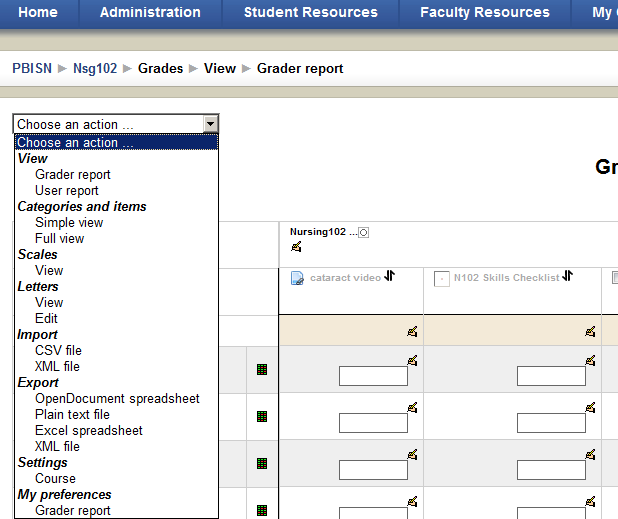 Home Administration Student Resources Faculty Resources My
PBISN ► Nsg102 ► Grades ► View ► Grader report
Choose an action ...
Choose an action ...
View
Grader report
User report
Categories and items
Simple view
Full view
Scales
View
Letters
View
Edit
Import
CSV file
XML file
Export
OpenDocument spreadsheet
Plain text file
Excel spreadsheet
XML file
Settings
Course
My preferences
Grader report
Gr
Nursing102 ...
cataract video
N102 Skills Checklist